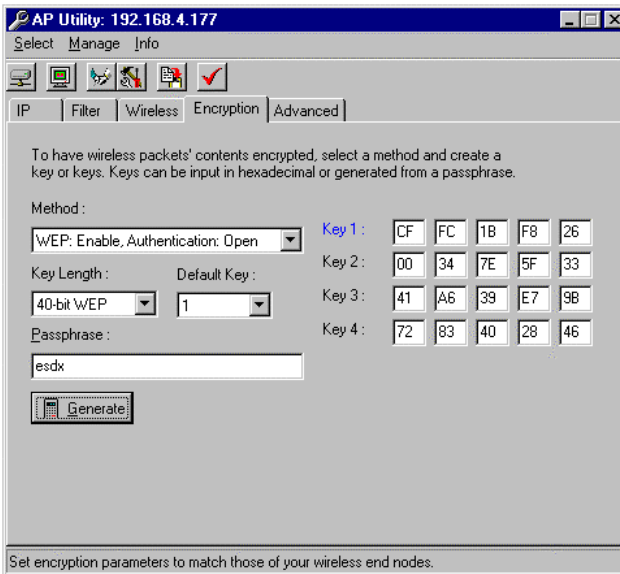 AP Utility: 192.168.4.177
Select Manage Info
IP Filter Wireless Encryption Advanced
To have wireless packets' contents encrypted, select a method and create a
key or keys. Keys can be input in hexadecimal or generated from a passphrase.
Method :
WEP: Enable, Authentication: Open
Key Length : Default Key :
40-bit WEP 1
Passphrase :
esdx
Generate
Key 1 : CF FC 1B F8 26
Key 2 : 00 34 7E 5F 33
Key 3 : 41 A6 39 E7 9B
Key 4 : 72 83 40 28 46
Set encryption parameters to match those of your wireless end nodes.